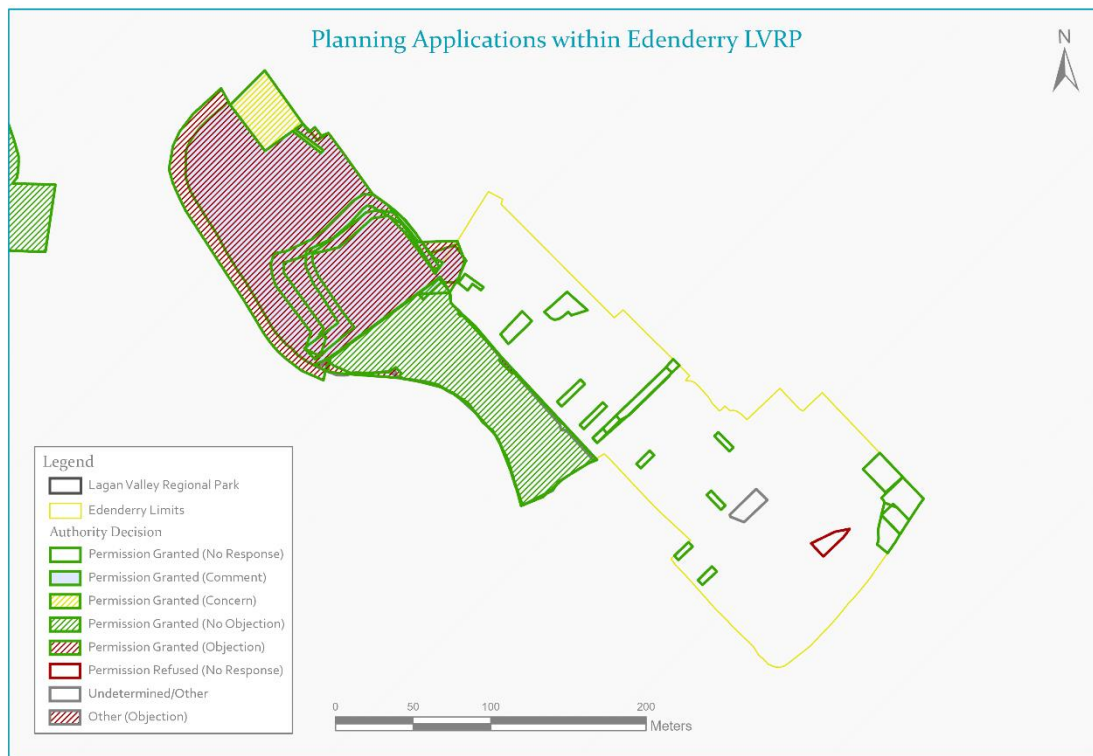 Planning Applications within Edenderry LVRP
N
Legend
Lagan Valley Regional Park
Edenderry Limits
Authority Decision
Permission Granted (No Response)
Permission Granted (Comment)
Permission Granted (Concern)
Permission Granted (No Objection)
Permission Granted (Objection)
Permission Refused (No Response)
Undetermined/Other
Other (Objection)
0 50 100 200
Meters